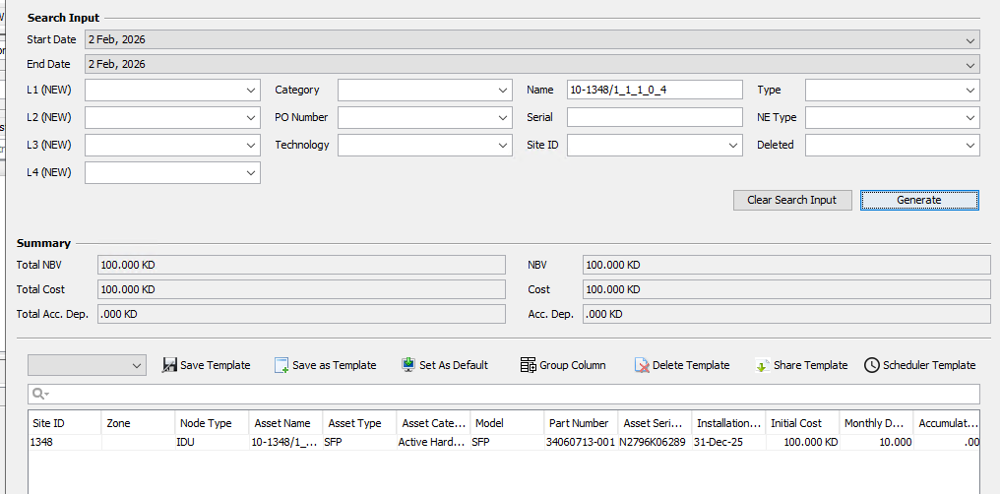 Search Input
Start Date 2 Feb, 2026
End Date 2 Feb, 2026
L1 (NEW) Category Name 10-1348/1_1_1_0_4 Type
L2 (NEW) PO Number Serial NE Type
L3 (NEW) Technology Site ID Deleted
L4 (NEW)
Clear Search Input Generate
Summary
Total NBV 100.000 KD NBV 100.000 KD
Total Cost 100.000 KD Cost 100.000 KD
Total Acc. Dep. .000 KD Acc. Dep. .000 KD
Save Template Save as Template Set As Default Group Column Delete Template Share Template Scheduler Template
Site ID Zone Node Type Asset Name Asset Type Asset Cate... Model Part Number Asset Seri... Installation... Initial Cost Monthly D... Accumulat...
1348 IDU 10-1348/1_... SFP Active Hard... SFP 34060713-001 N2796K06289 31-Dec-25 100.000 KD 10.000 .00